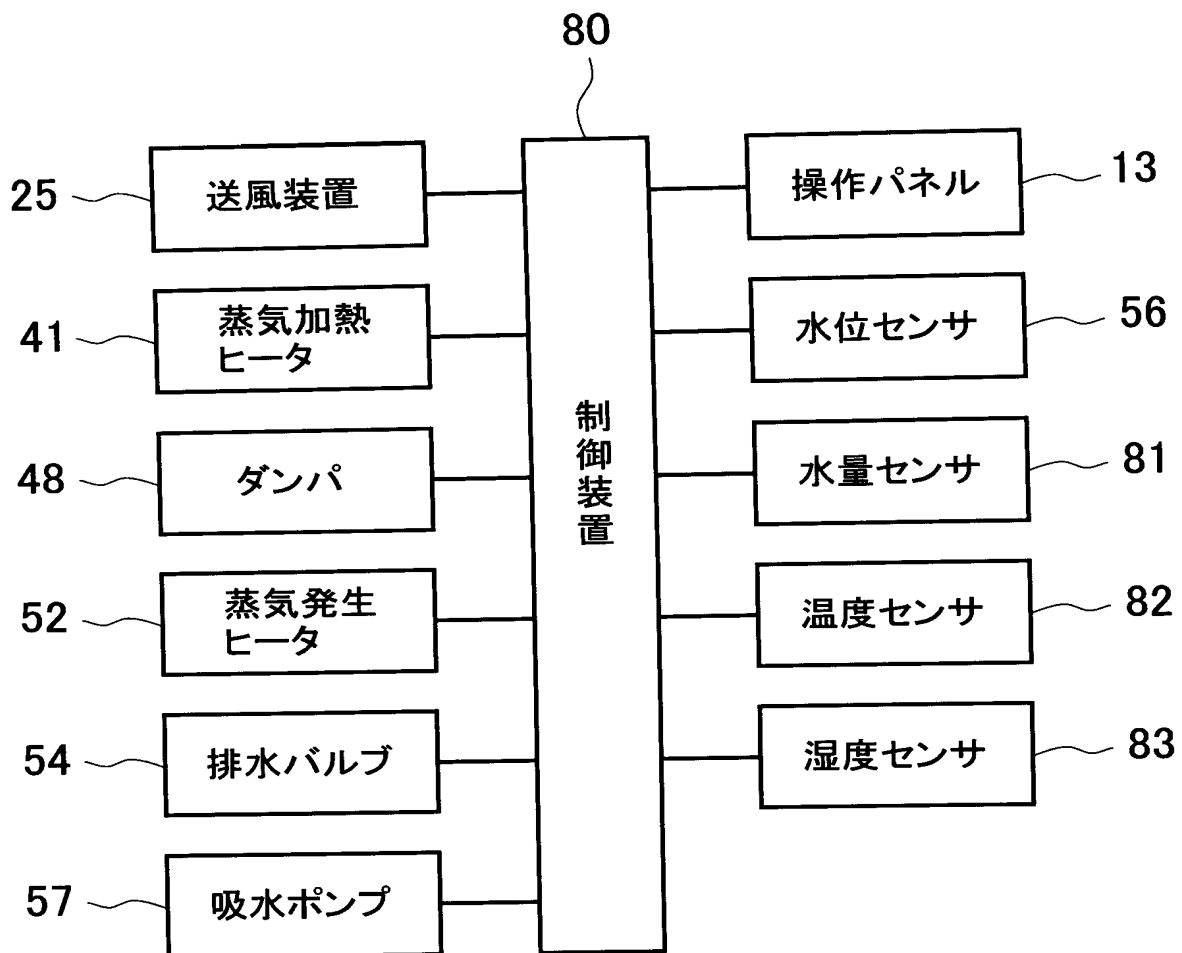 80
25
送風装置
操作パネル
13
41
蒸気加熱
ヒータ
水位センサ
56
48
ダンパ
制御装置
水量センサ
81
52
蒸気発生
ヒータ
温度センサ
82
54
排水バルブ
湿度センサ
83
57
吸水ポンプ